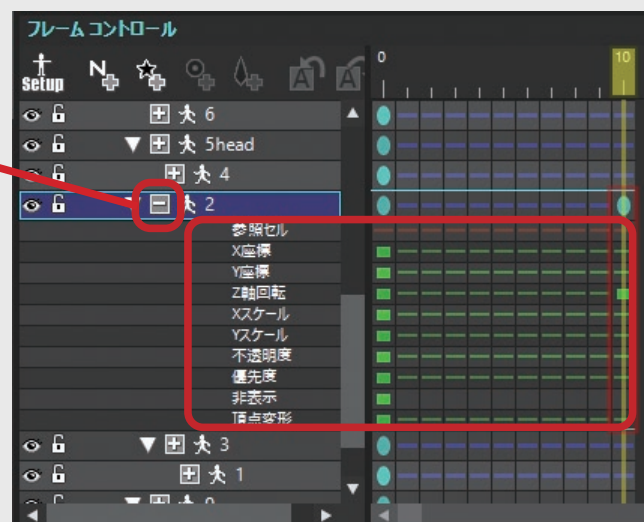 フレームコントロール
Setup N A A
0 10
6
5head
4
2
参照セル
X座標
Y座標
Z軸回転
Xスケール
Yスケール
不透明度
優先度
非表示
頂点変形
3
1